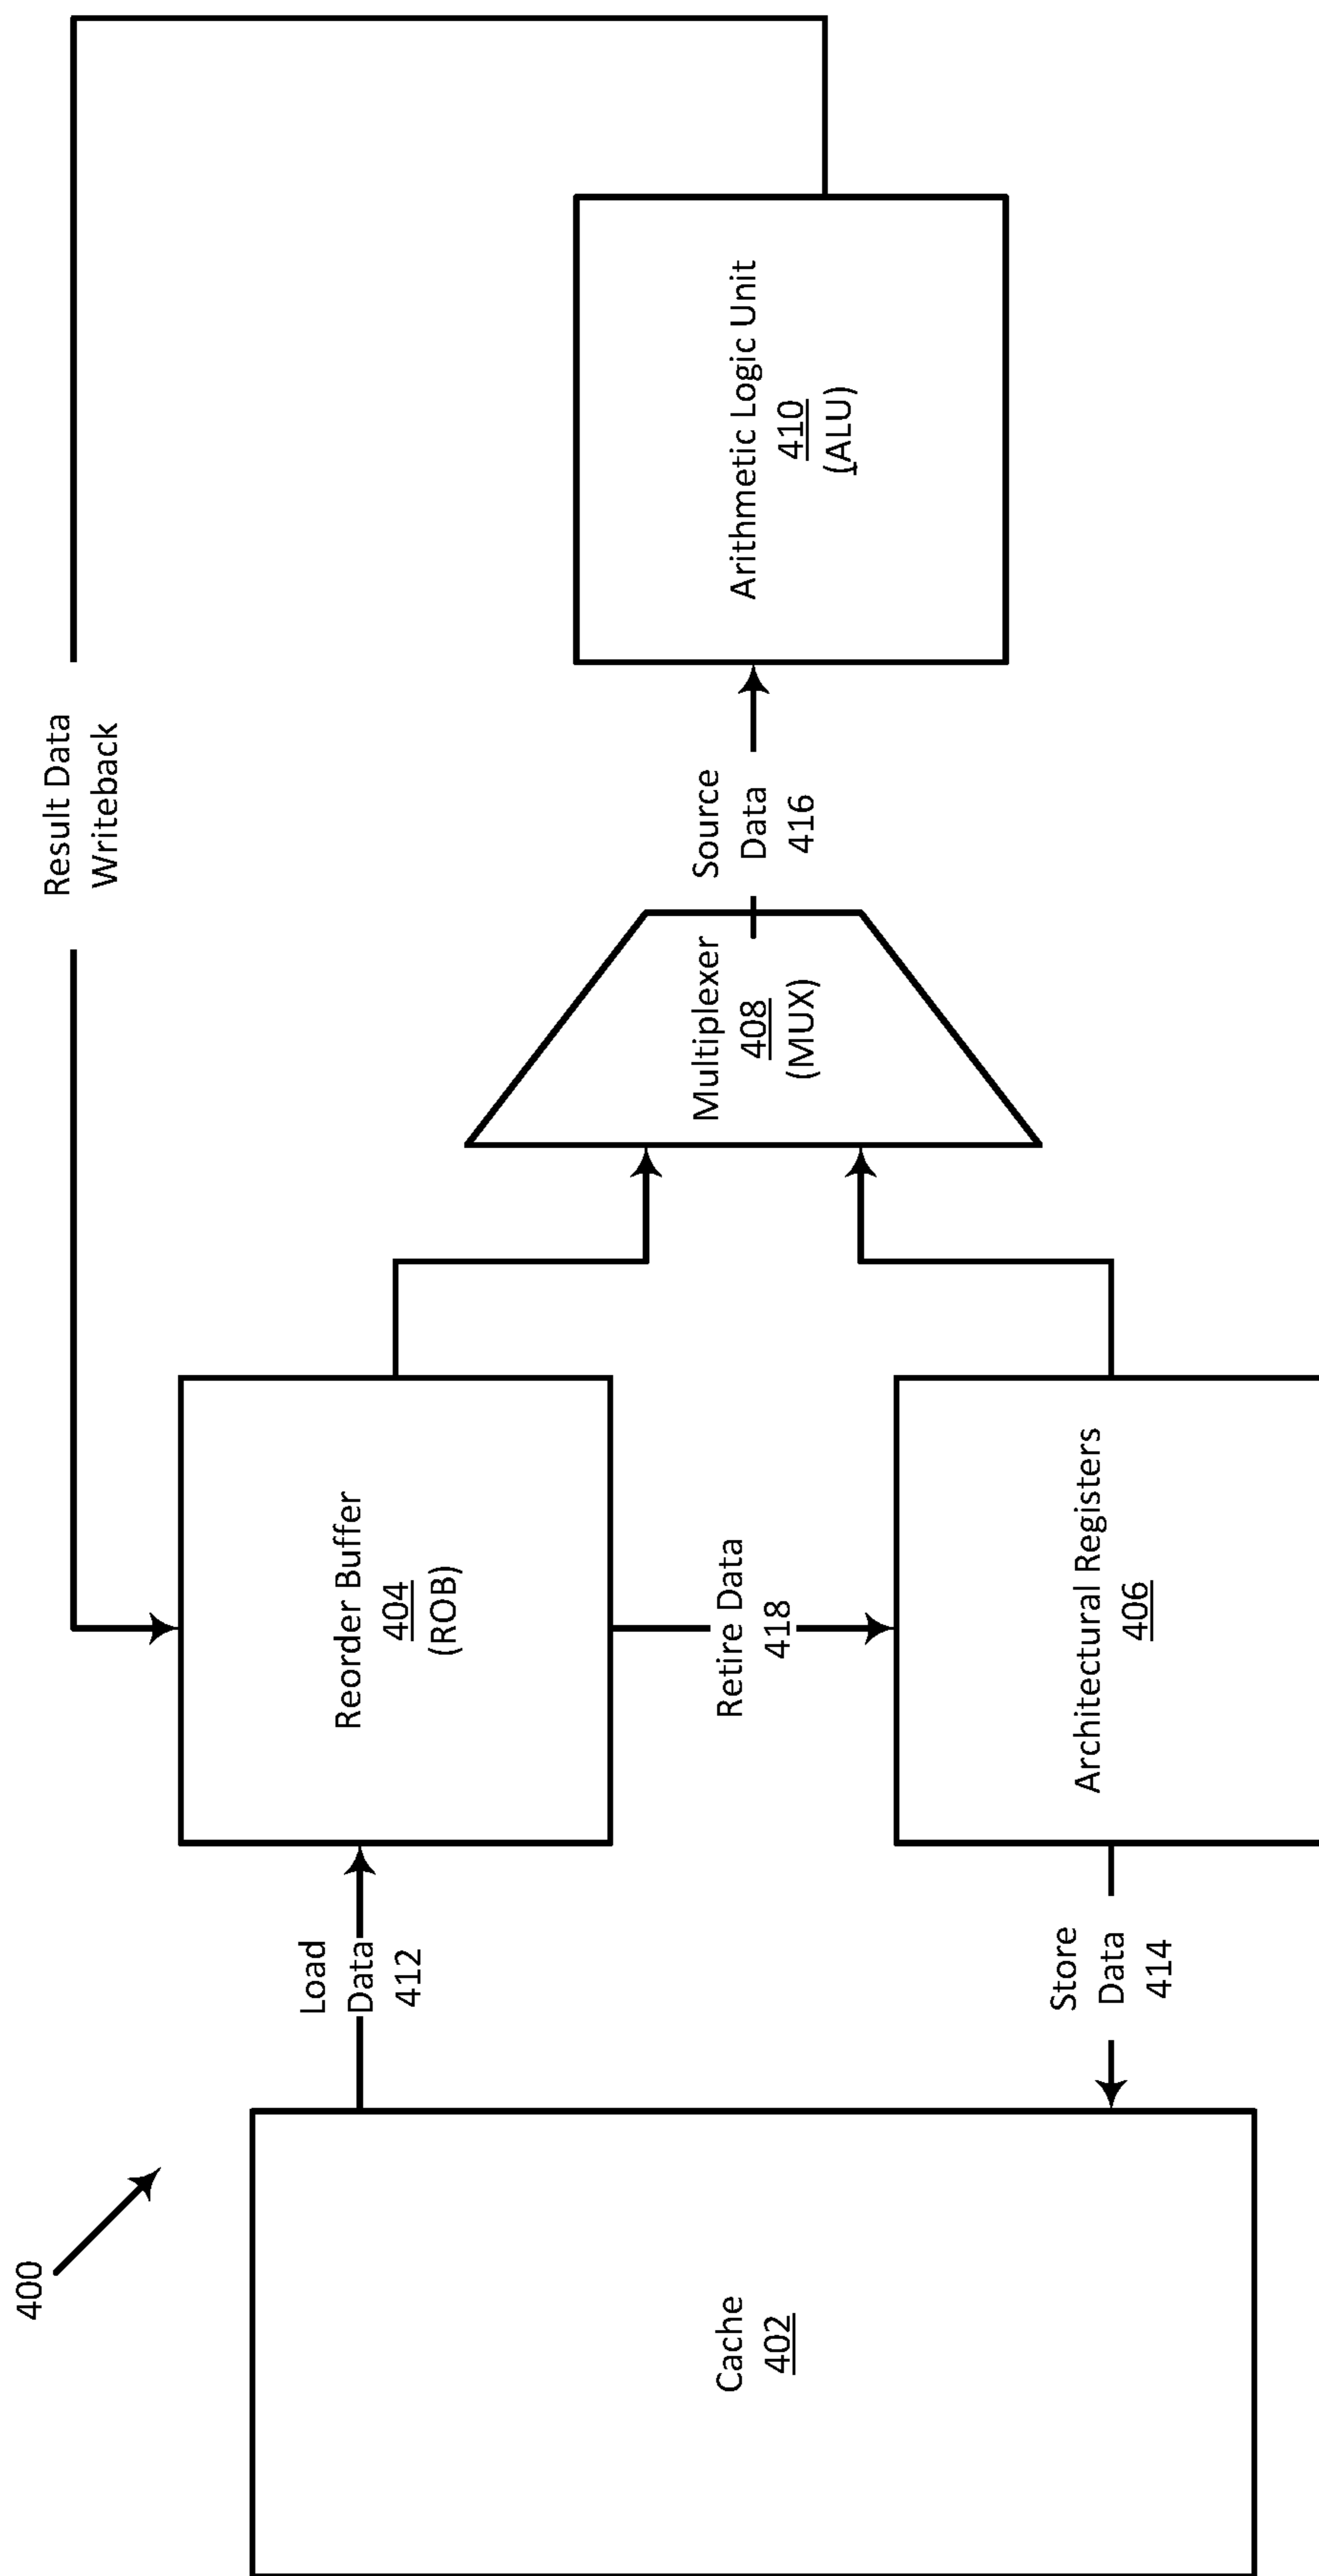 400
Cache
402
Load
Data
412
Store
Data
414
Reorder Buffer
404
(ROB)
Retire Data
418
Architectural Registers
406
Multiplexer
408
(MUX)
Result Data
Writeback
Source
Data
416
Arithmetic Logic Unit
410
(ALU)